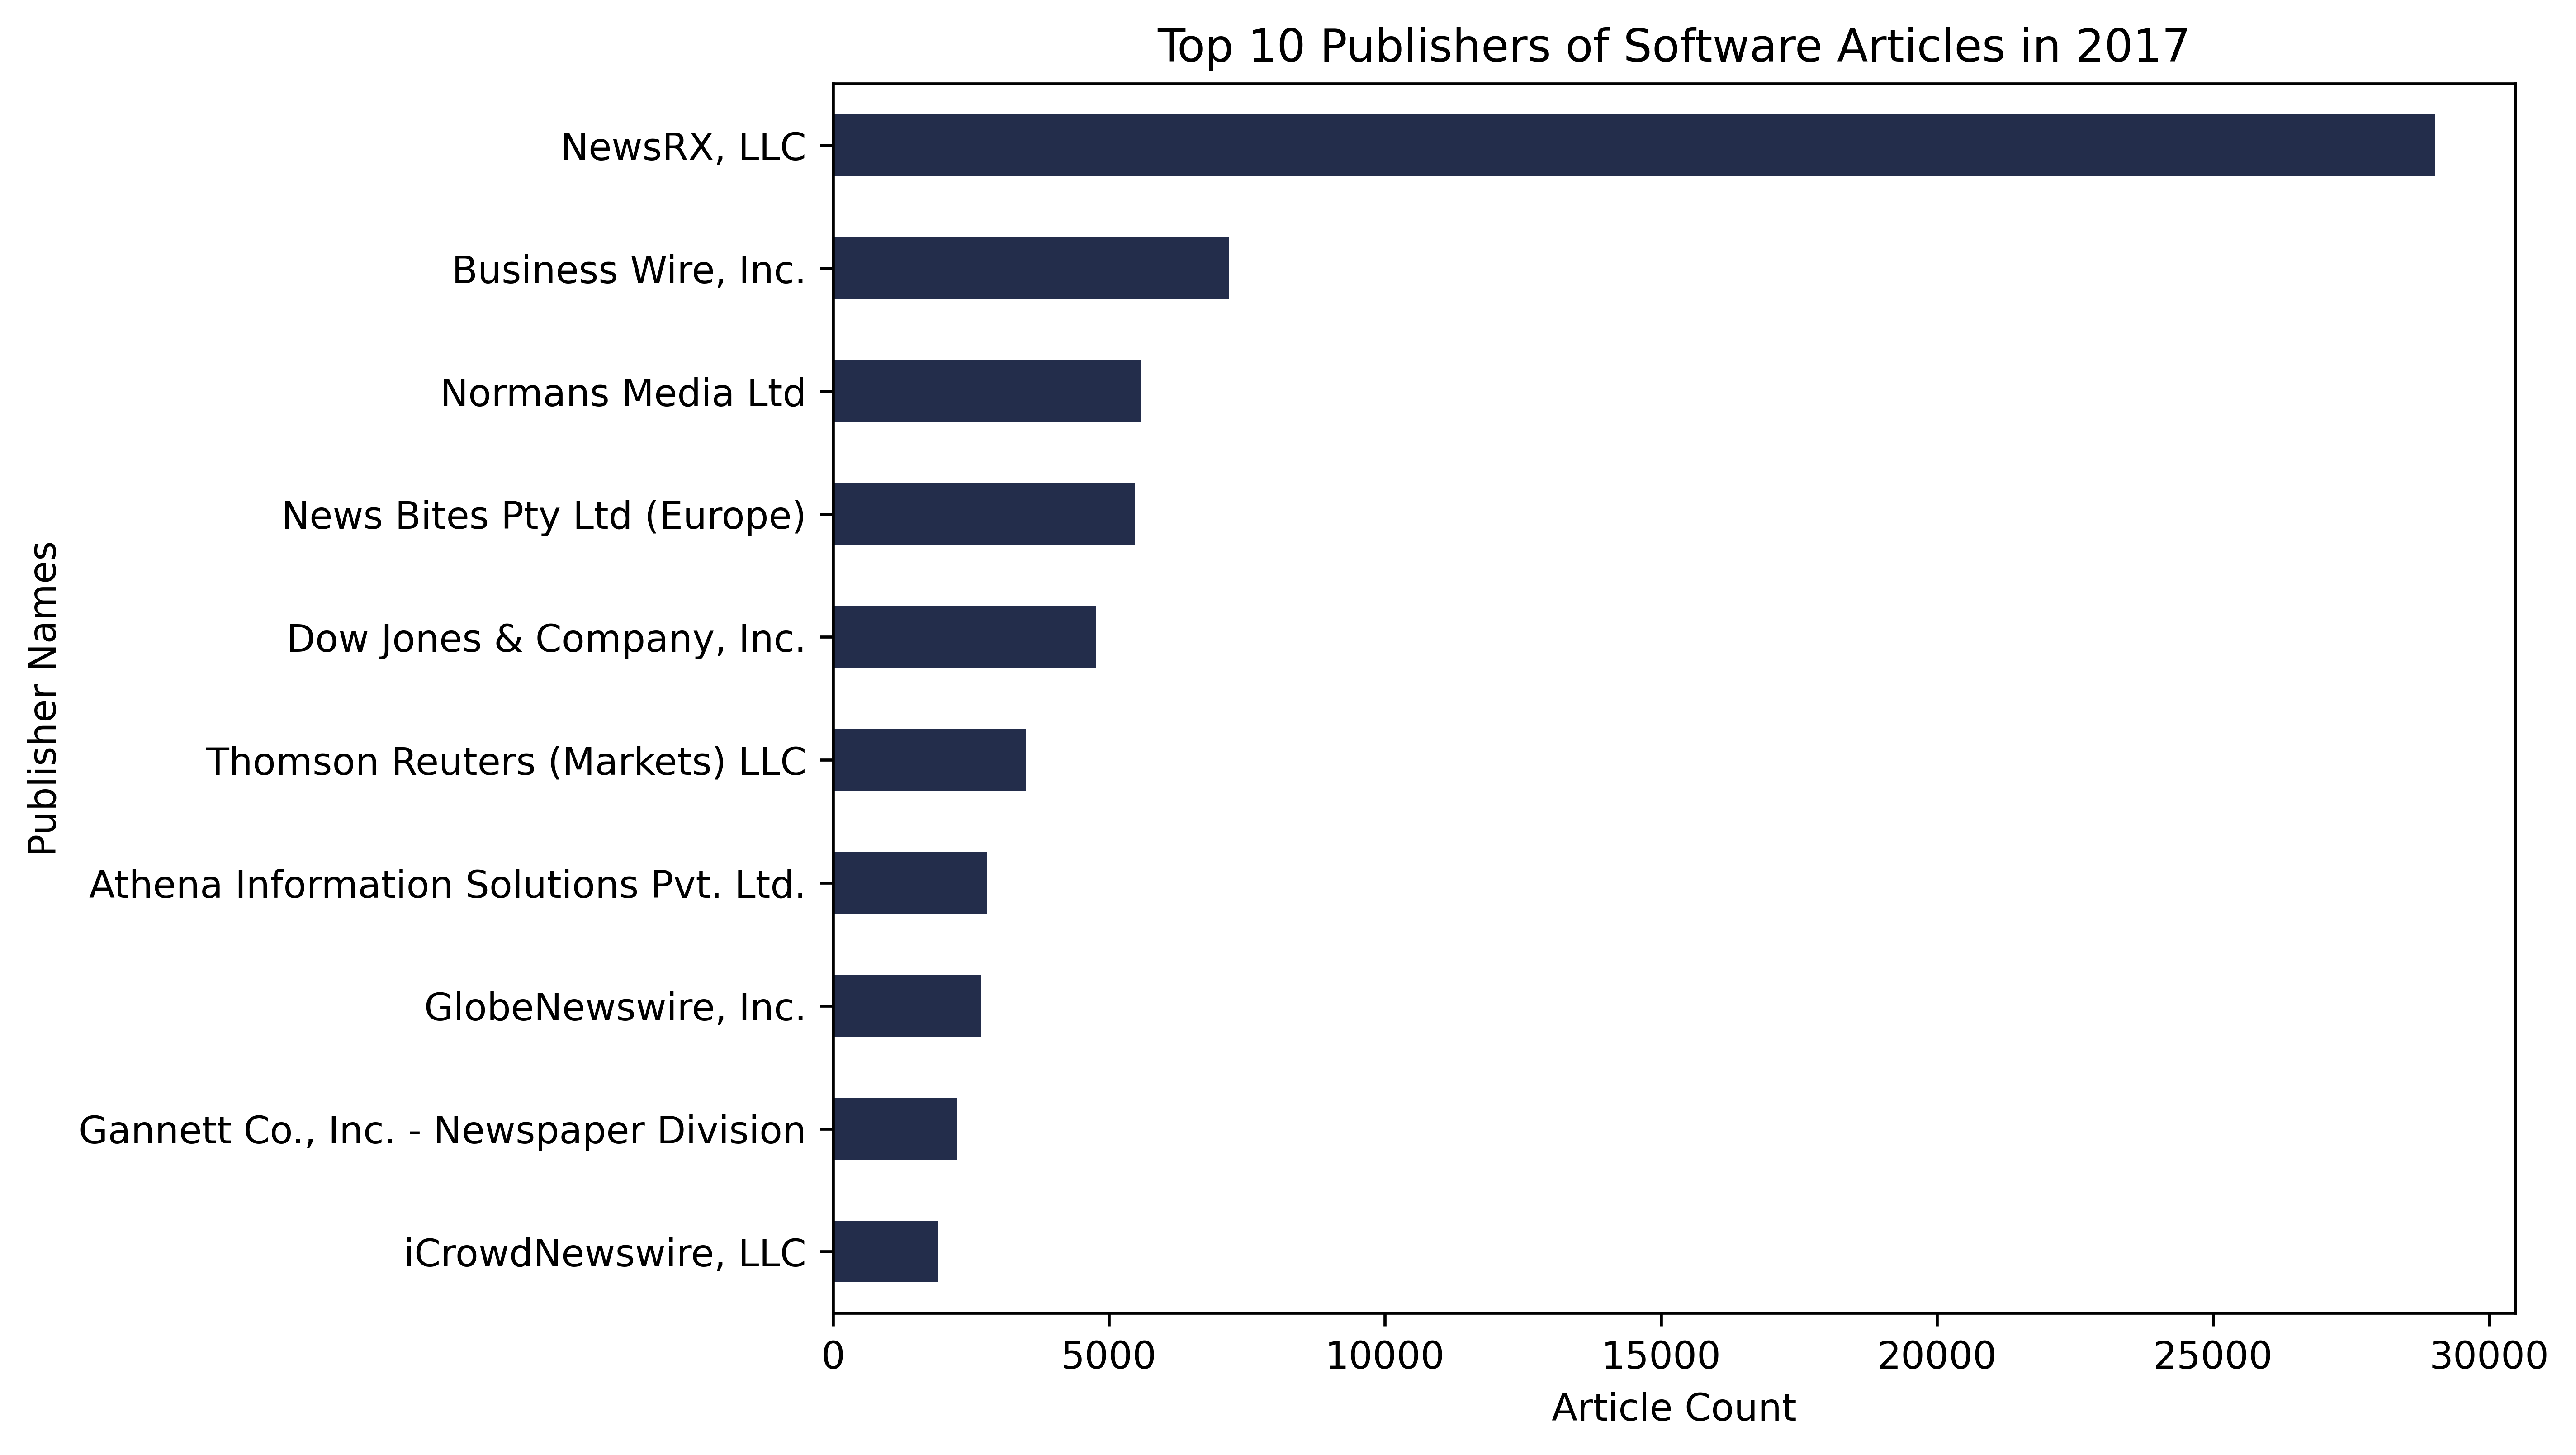 Top 10 Publishers of Software Articles in 2017
Publisher Names
NewsRX, LLC
Business Wire, Inc.
Normans Media Ltd
News Bites Pty Ltd (Europe)
Dow Jones & Company, Inc.
Thomson Reuters (Markets) LLC
Athena Information Solutions Pvt. Ltd.
GlobeNewswire, Inc.
Gannett Co., Inc. - Newspaper Division
iCrowdNewswire, LLC
0 5000 10000 15000 20000 25000 30000
Article Count